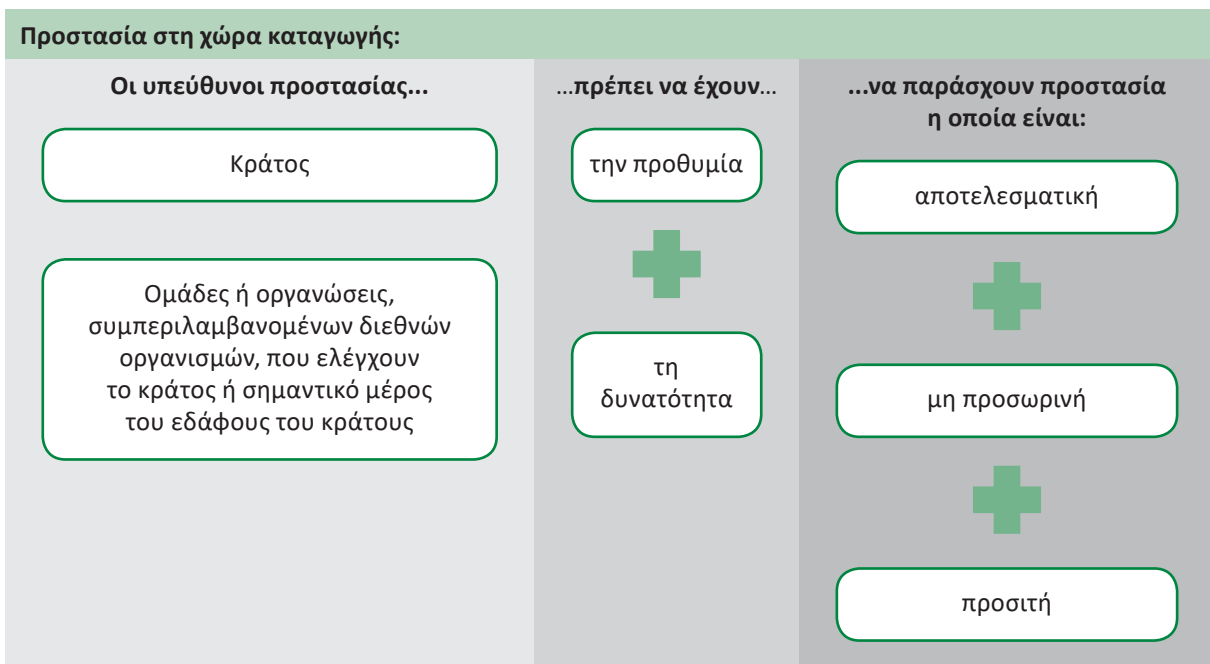 Προστασία στη χώρα καταγωγής:
Οι υπεύθυνοι προστασίας...
Κράτος
Ομάδες ή οργανώσεις,
συμπεριλαμβανομένων διεθνών
οργανισμών, που ελέγχουν
το κράτος ή σημαντικό μέρος
του εδάφους του κράτους
...πρέπει να έχουν...
την προθυμία
τη
δυνατότητα
...να παράσχουν προστασία
η οποία είναι:
αποτελεσματική
μη προσωρινή
προσιτή